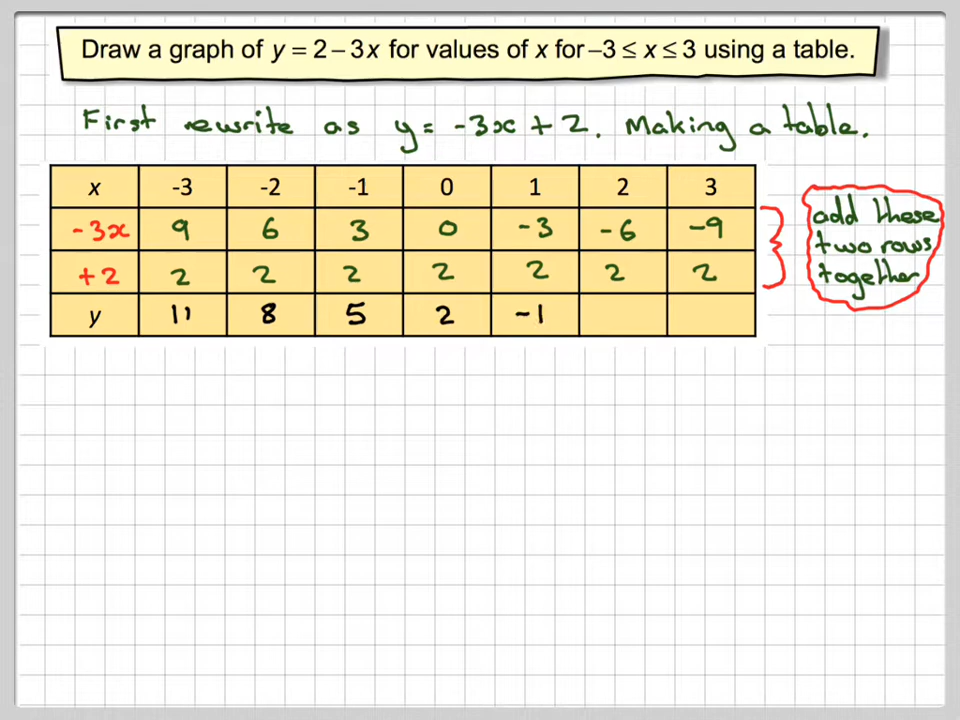 Draw a graph of y = 2 – 3x for values of x for –3 ≤ x ≤ 3 using a table.
First rewrite as y = -3x + 2. Making a table.
x -3 -2 -1 0 1 2 3
-3x 9 6 3 0 -3 -6 -9
+2 2 2 2 2 2 2 2
y 11 8 5 2 -1
add these
two rows
together